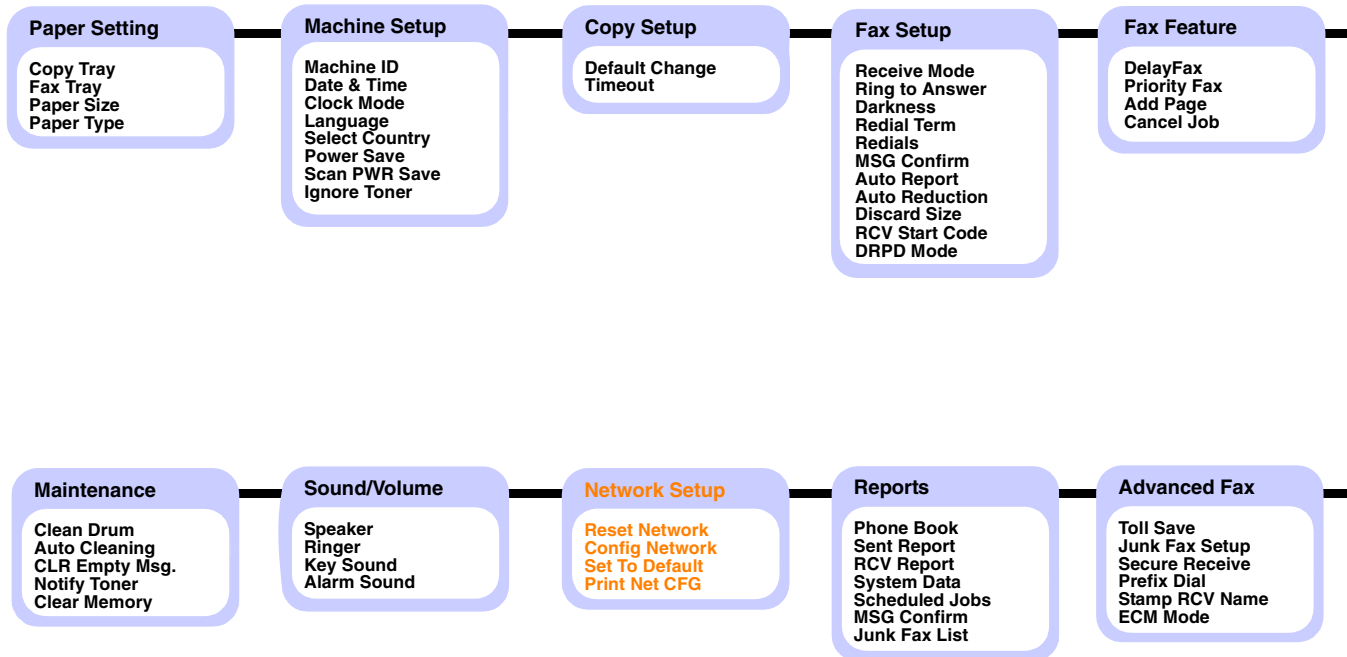 Paper Setting
Copy Tray
Fax Tray
Paper Size
Paper Type
Machine Setup
Machine ID
Date & Time
Clock Mode
Language
Select Country
Power Save
Scan PWR Save
Ignore Toner
Copy Setup
Default Change
Timeout
Fax Setup
Receive Mode
Ring to Answer
Darkness
Redial Term
Redials
MSG Confirm
Auto Report
Auto Reduction
Discard Size
RCV Start Code
DRPD Mode
Fax Feature
DelayFax
Priority Fax
Add Page
Cancel Job
Maintenance
Clean Drum
Auto Cleaning
CLR Empty Msg.
Notify Toner
Clear Memory
Sound/Volume
Speaker
Ringer
Key Sound
Alarm Sound
Network Setup
Reset Network
Config Network
Set To Default
Print Net CFG
Reports
Phone Book
Sent Report
RCV Report
System Data
Scheduled Jobs
MSG Confirm
Junk Fax List
Advanced Fax
Toll Save
Junk Fax Setup
Secure Receive
Prefix Dial
Stamp RCV Name
ECM Mode